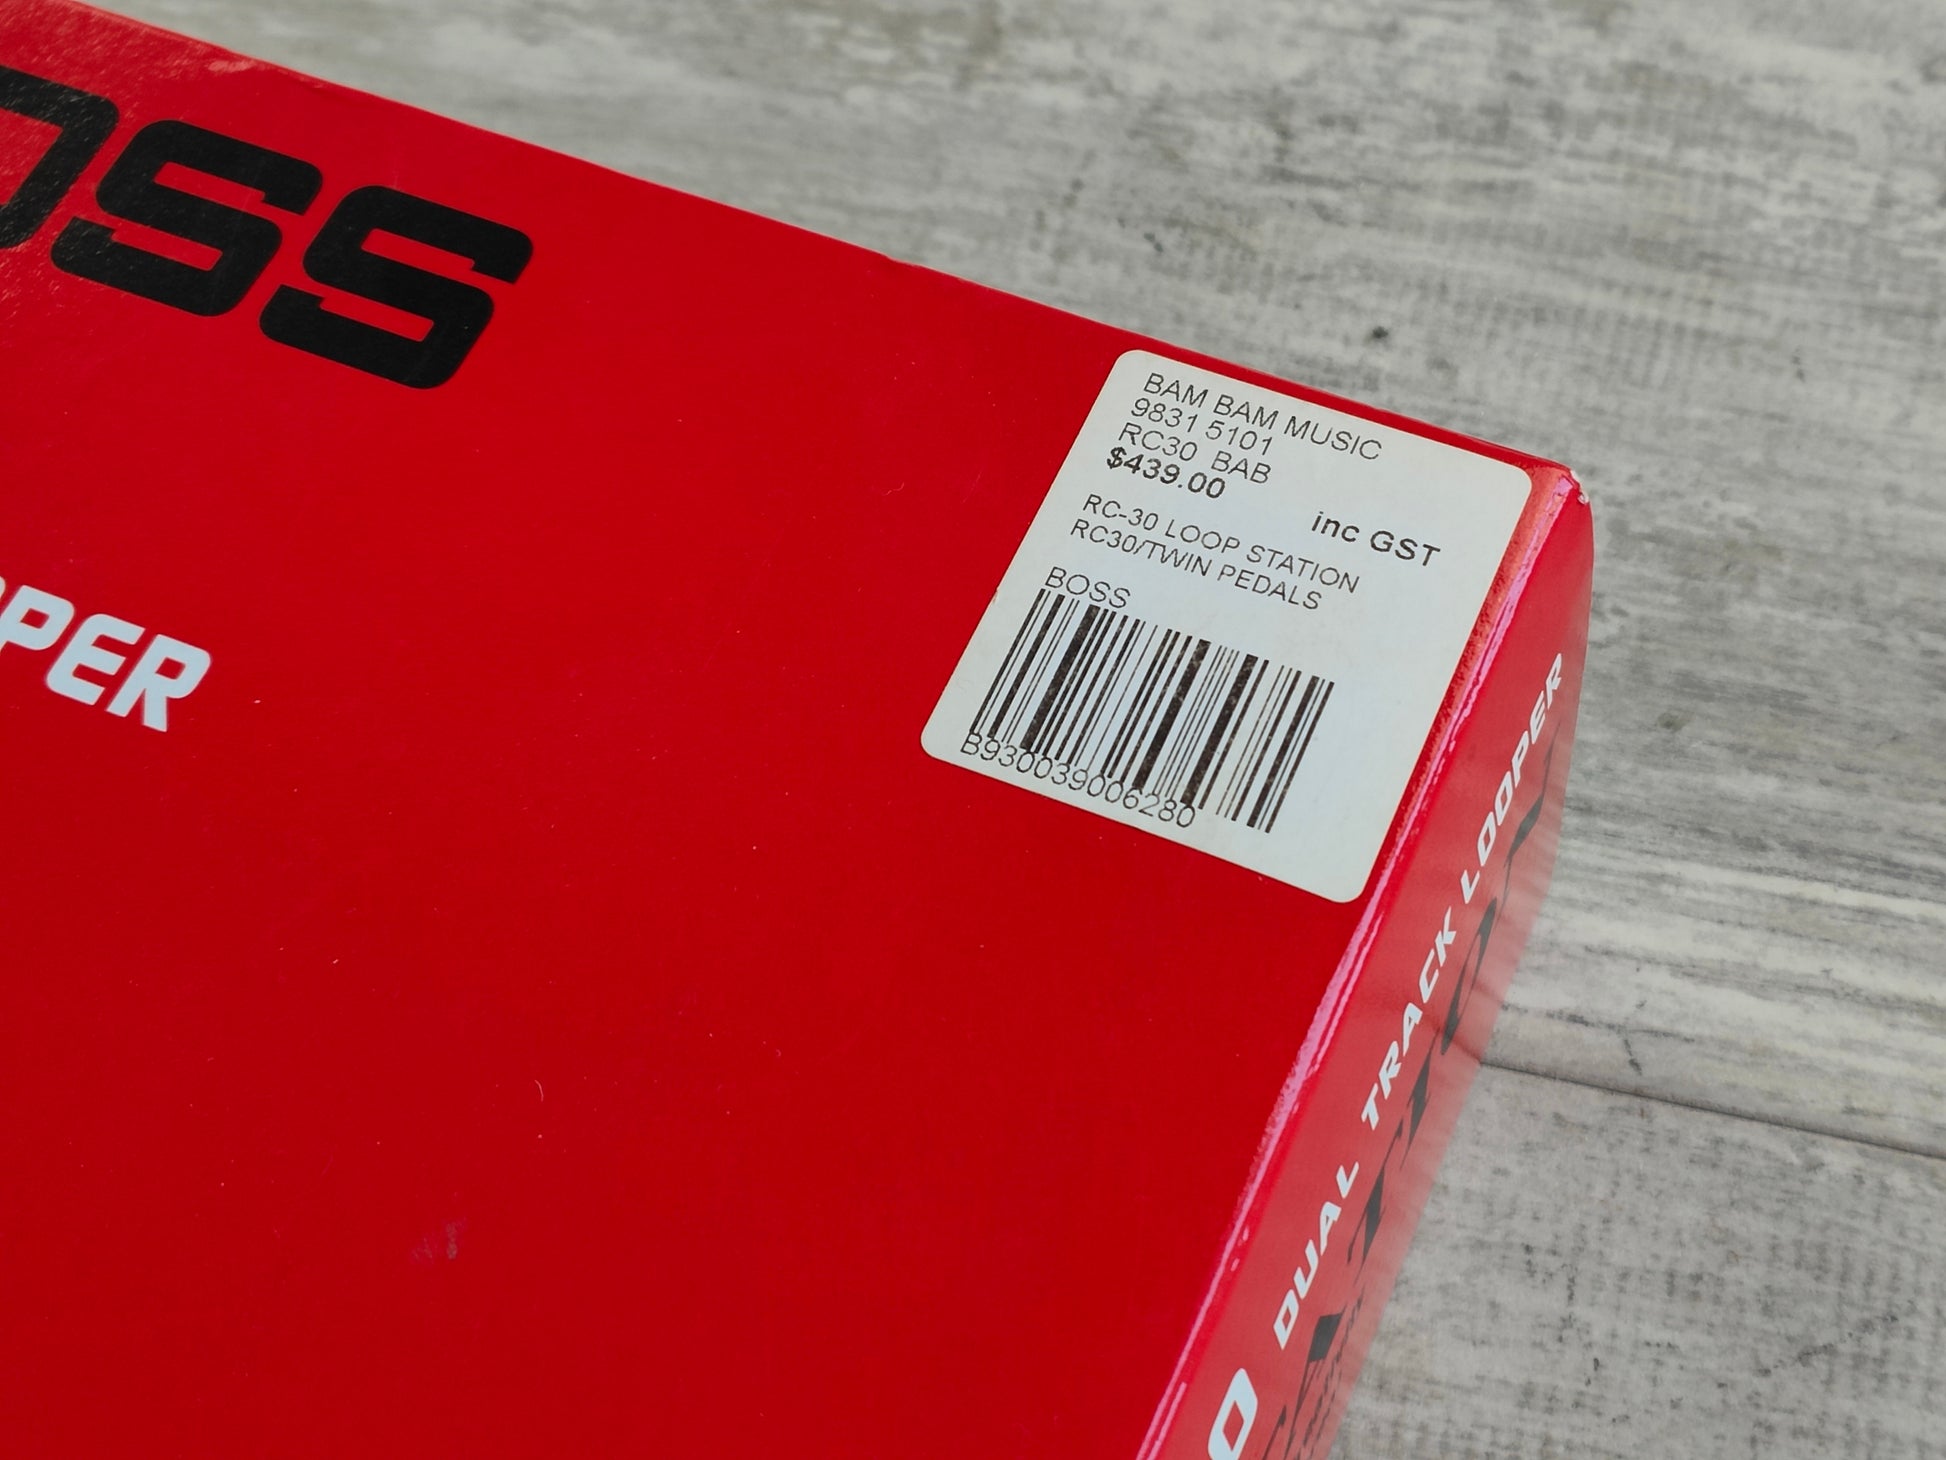 OSS
PER
BAM BAM MUSIC
9831 5101
RC30 BAB
$439.00
inc GST
RC-30 LOOP STATION
RC30/TWIN PEDALS
BOSS
B930039006280
0 DUAL TRACK LOOPER